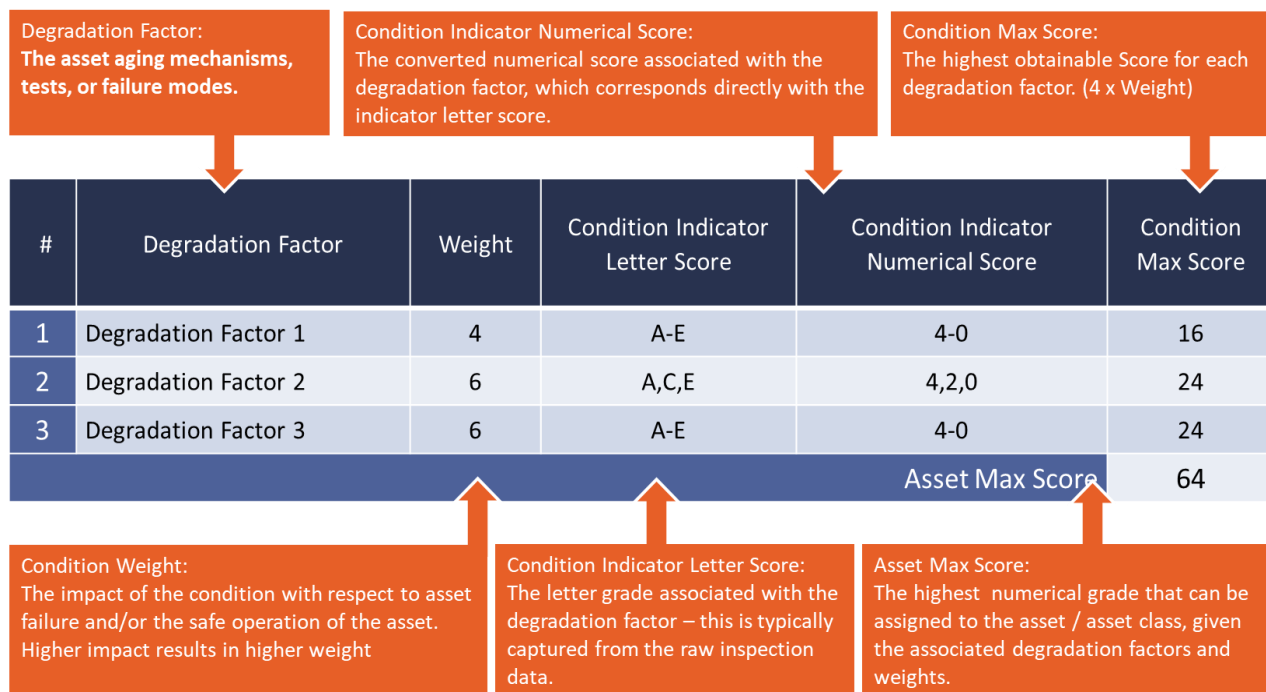 Degradation Factor:
The asset aging mechanisms,
tests, or failure modes.
Condition Indicator Numerical Score:
The converted numerical score associated with the
degradation factor, which corresponds directly with the
indicator letter score.
Condition Max Score:
The highest obtainable Score for each
degradation factor. (4 x Weight)
# Degradation Factor Weight Condition Indicator Letter Score Condition Indicator Numerical Score Condition Max Score
1 Degradation Factor 1 4 A-E 4-0 16
2 Degradation Factor 2 6 A,C,E 4,2,0 24
3 Degradation Factor 3 6 A-E 4-0 24
Asset Max Score 64
Condition Weight:
The impact of the condition with respect to asset
failure and/or the safe operation of the asset.
Higher impact results in higher weight
Condition Indicator Letter Score:
The letter grade associated with the
degradation factor – this is typically
captured from the raw inspection
data.
Asset Max Score:
The highest numerical grade that can be
assigned to the asset / asset class, given
the associated degradation factors and
weights.